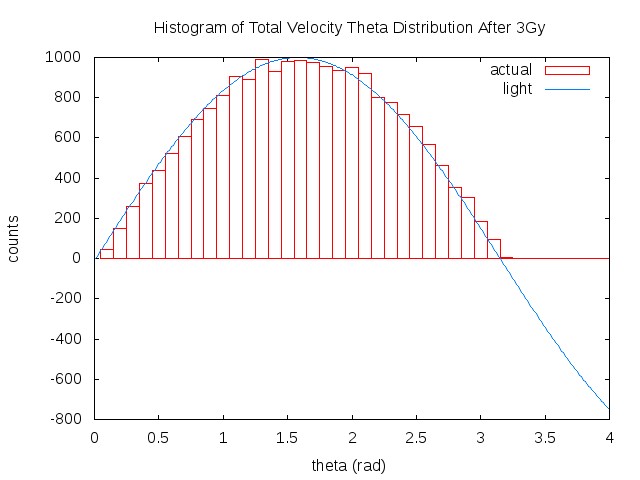 Histogram of Total Velocity Theta Distribution After 3Gy
1000
800
600
400
200
0
-200
-400
-600
-800
counts
actual
light
0 0.5 1 1.5 2 2.5 3 3.5 4
theta (rad)